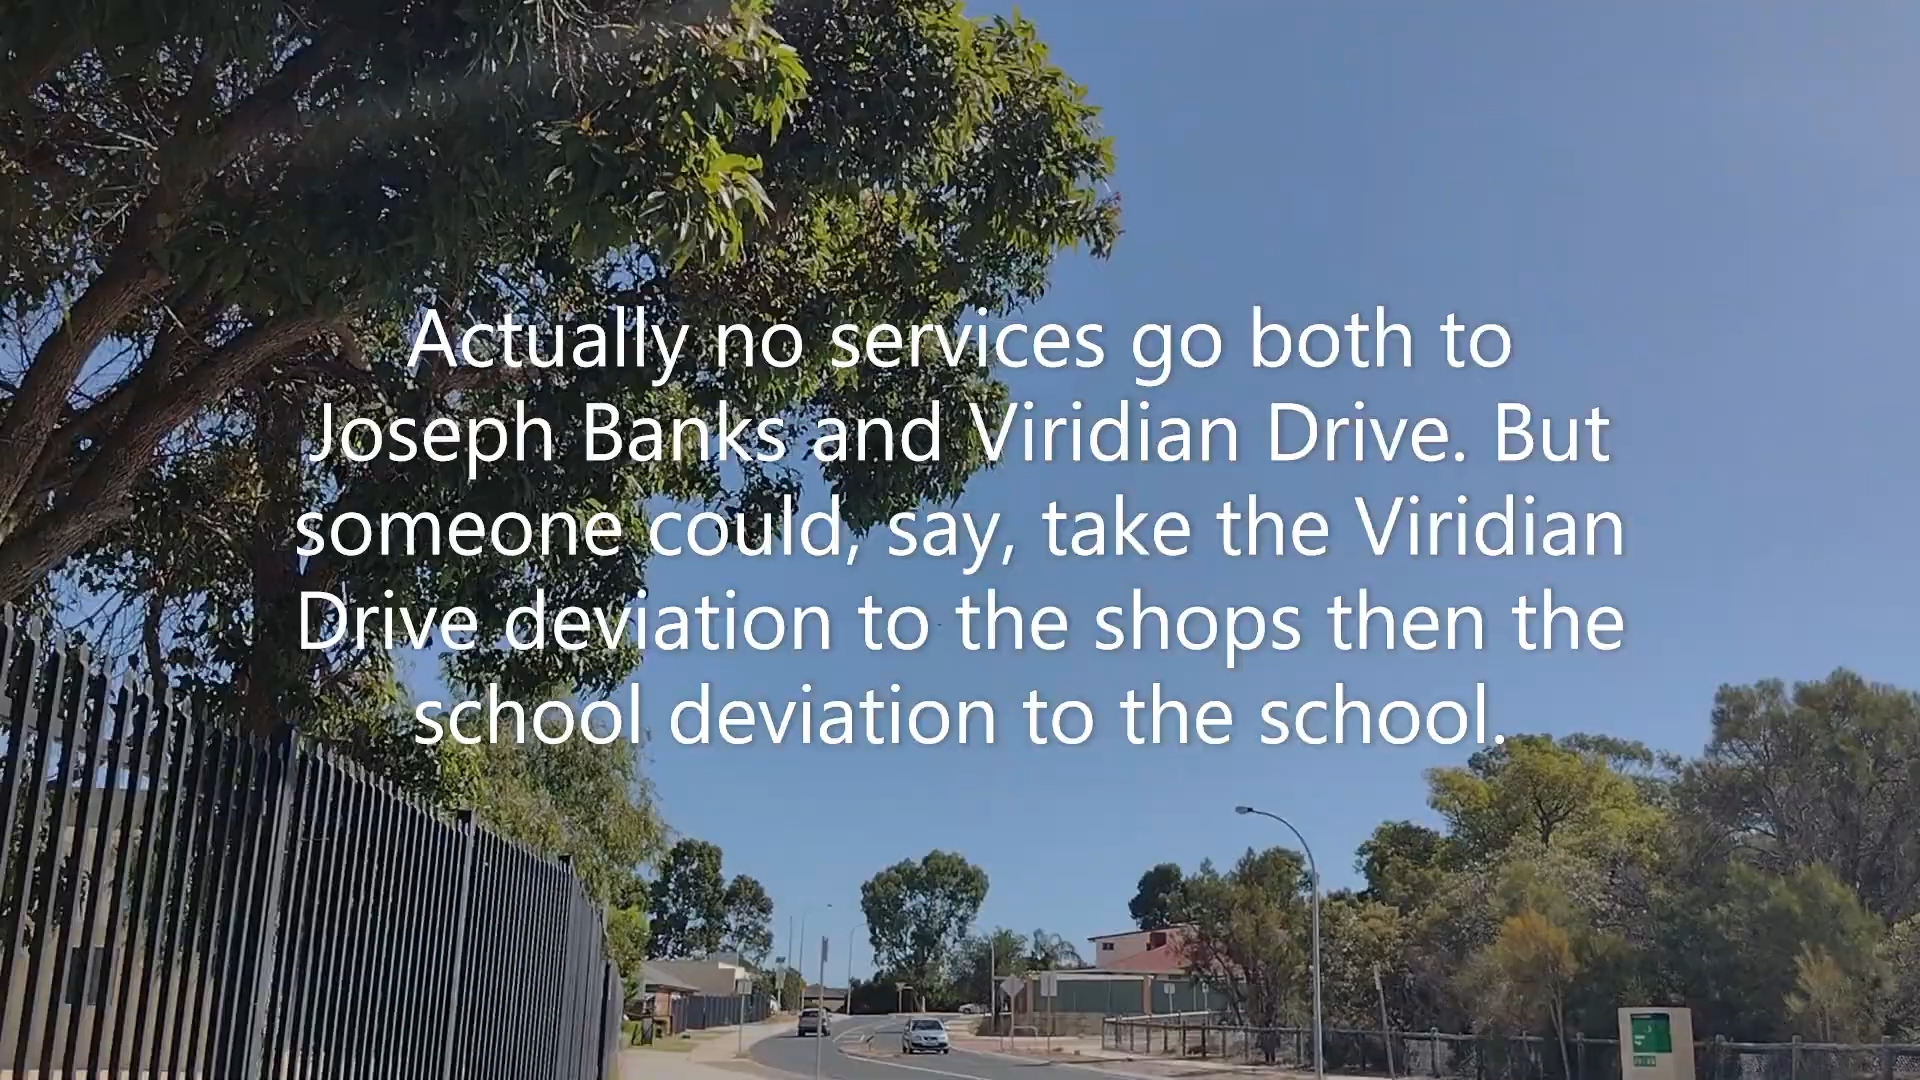 Actually no services go both to
Joseph Banks and Viridian Drive. But
someone could, say, take the Viridian
Drive deviation to the shops then the
school deviation to the school.